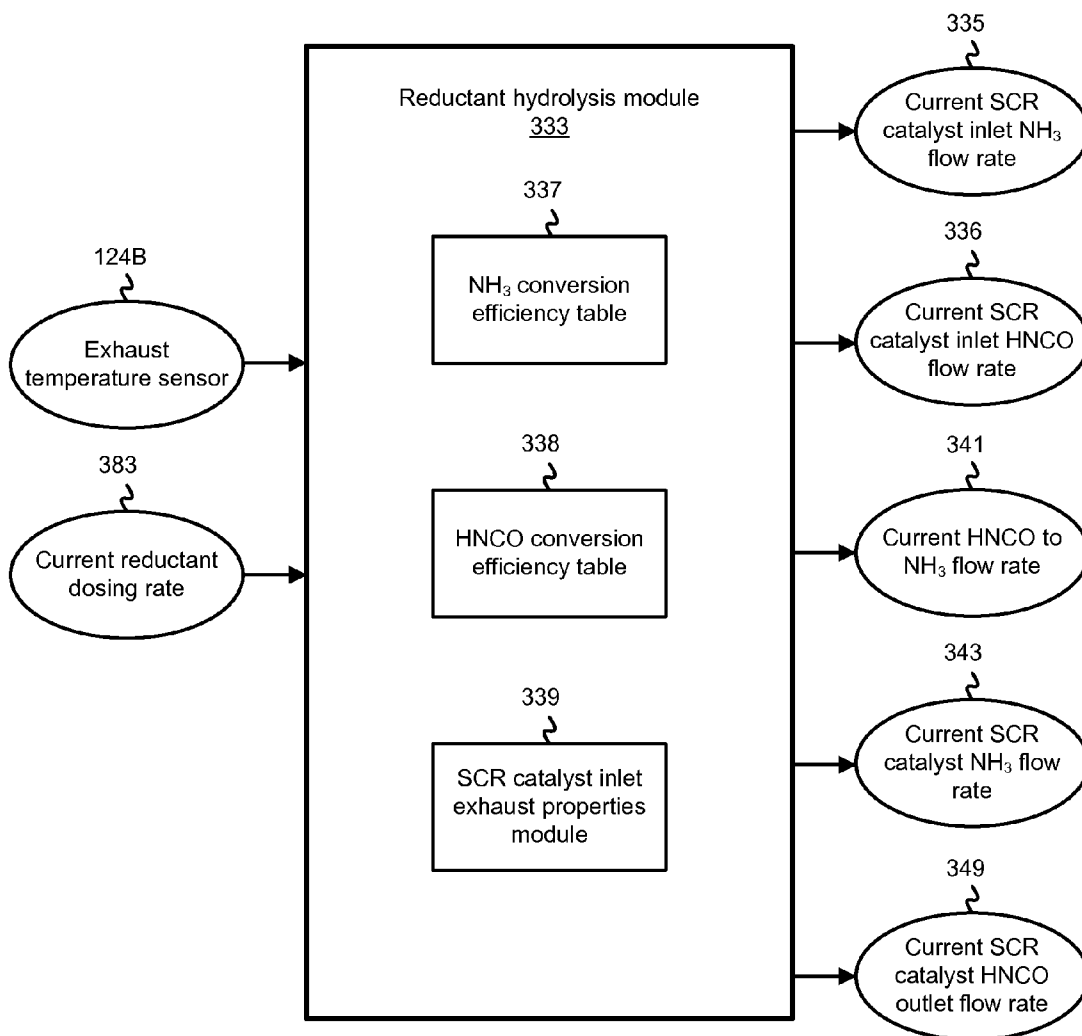 Reductant hydrolysis module
333
337
NH₃ conversion
efficiency table
338
HNCO conversion
efficiency table
339
SCR catalyst inlet
exhaust properties
module
124B
Exhaust
temperature sensor
383
Current reductant
dosing rate
335
Current SCR
catalyst inlet NH₃
flow rate
336
Current SCR
catalyst inlet HNCO
flow rate
341
Current HNCO to
NH₃ flow rate
343
Current SCR
catalyst NH₃ flow
rate
349
Current SCR
catalyst HNCO
outlet flow rate